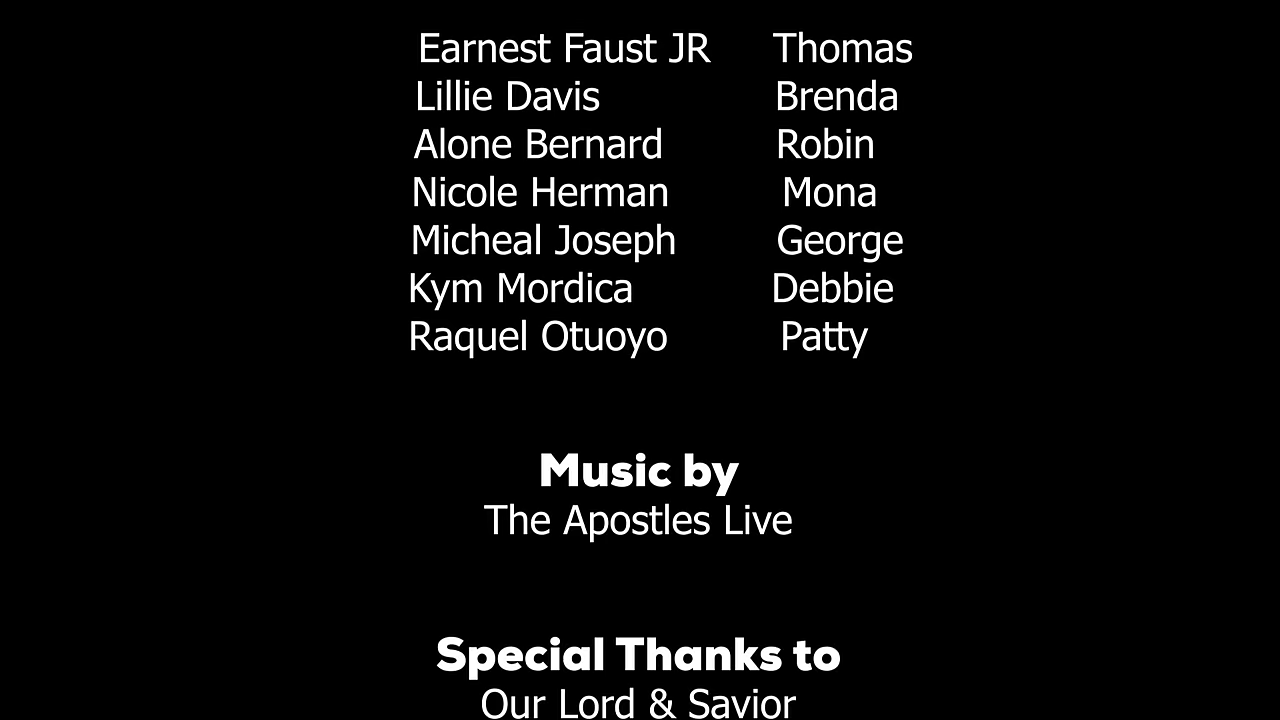 Earnest Faust JR Thomas
Lillie Davis Brenda
Alone Bernard Robin
Nicole Herman Mona
Micheal Joseph George
Kym Mordica Debbie
Raquel Otuoyo Patty
Music by
The Apostles Live
Special Thanks to
Our Lord & Savior